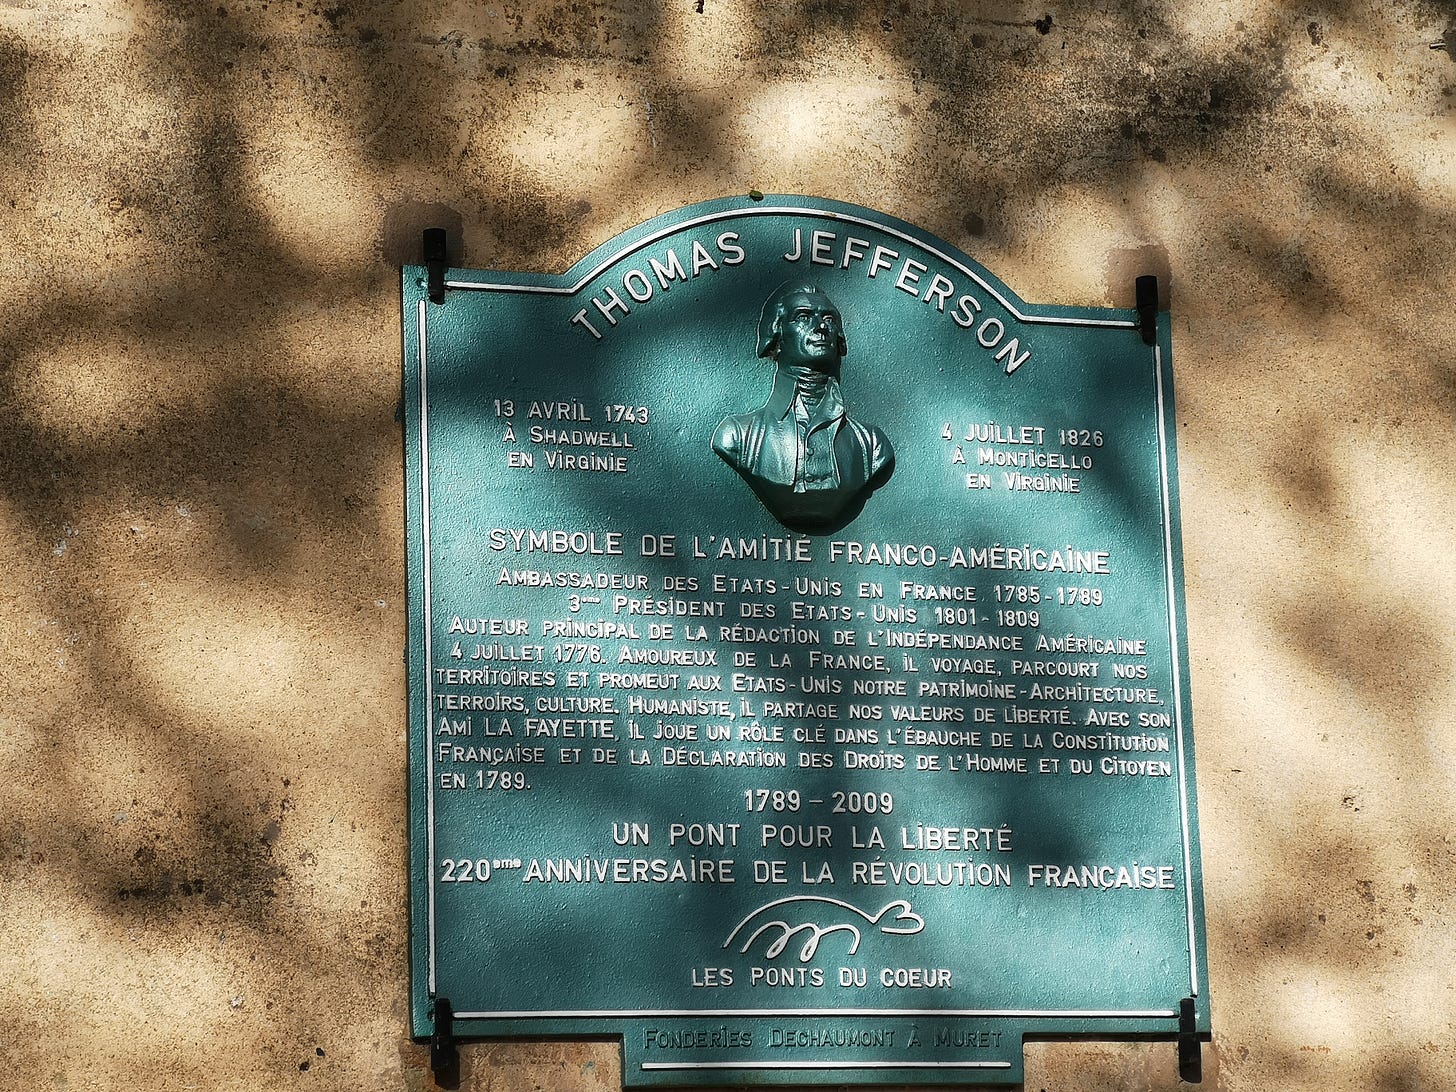 THOMAS JEFFERSON
13 AVRIL 1743
À SHADWELL
EN VIRGINIE
4 JUILLET 1826
À MONTICELLO
EN VIRGINIE
SYMBOLE DE L'AMITIÉ FRANCO-AMÉRICAINE
AMBASSADEUR DES ETATS-UNIS EN FRANCE 1785-1789
3ème PRÉSIDENT DES ETATS-UNIS 1801-1809
AUTEUR PRINCIPAL DE LA RÉDACTION DE L'INDÉPENDANCE AMÉRICAINE
4 JUILLET 1776. AMOUREUX DE LA FRANCE, IL VOYAGE, PARCOURT NOS
TERRITOIRES ET PROMEUT AUX ETATS-UNIS NOTRE PATRIMOINE-ARCHITECTURE,
TERROIRS, CULTURE. HUMANISTE, IL PARTAGE NOS VALEURS DE LIBERTÉ. AVEC SON
AMI LA FAYETTE, IL JOUE UN RÔLE CLÉ DANS L'ÉBAUCHE DE LA CONSTITUTION
FRANÇAISE ET DE LA DÉCLARATION DES DROITS DE L'HOMME ET DU CITOYEN
EN 1789.
1789 - 2009
UN PONT POUR LA LIBERTÉ
220ème ANNIVERSAIRE DE LA RÉVOLUTION FRANÇAISE
LES PONTS DU COEUR
FONDERIES DECHAUMONT À MURET